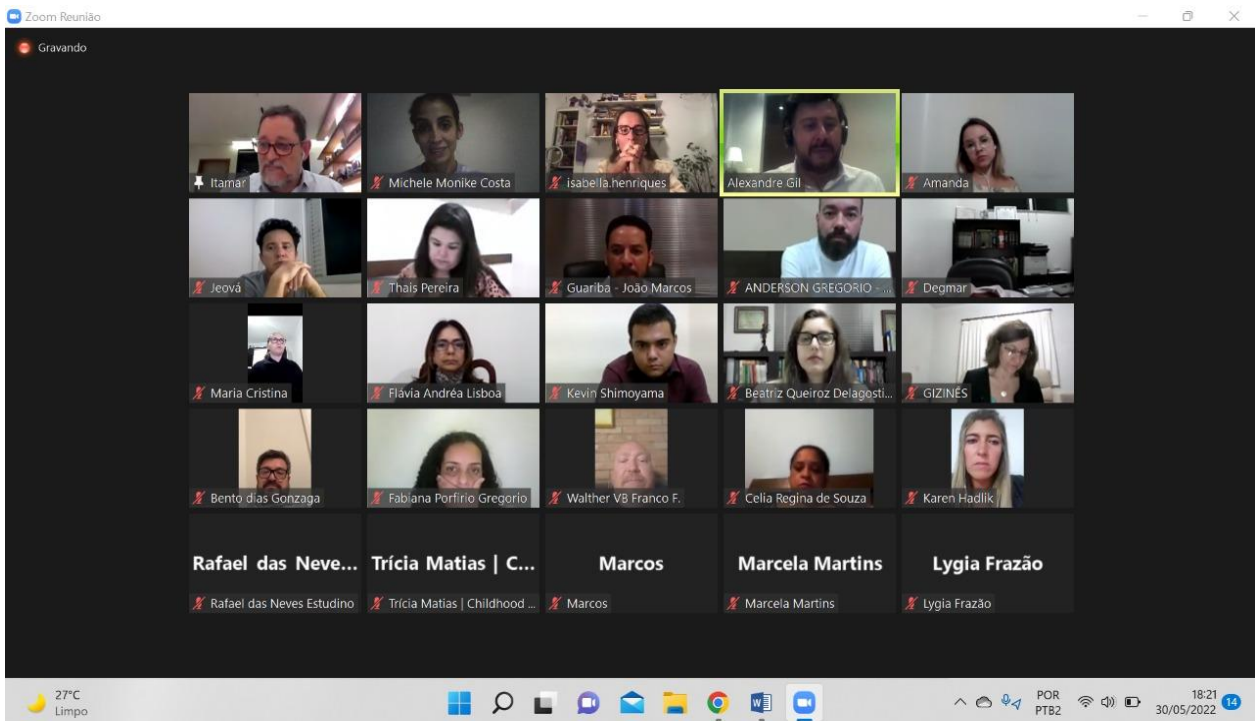 Zoom Reunião
Gravando
Itamar
Michele Monike Costa
isabella.henriques
Alexandre Gil
Amanda
Jeová
Thais Pereira
Guariba - João Marcos
ANDERSON GREGORIO - ...
Degmar
Maria Cristina
Flávia Andréa Lisboa
Kevin Shimoyama
Beatriz Queiroz Delagosti...
GIZINÉS
Bento dias Gonzaga
Fabiana Porfirio Gregorio
Walther VB Franco F.
Celia Regina de Souza
Karen Hadlik
Rafael das Neve...
Trícia Matias | C...
Marcos
Marcela Martins
Lygia Frazão
Rafael das Neves Estudino
Trícia Matias | Childhood ...
Marcos
Marcela Martins
Lygia Frazão
27°C
Limpo
POR
PTB2
18:21
30/05/2022
14